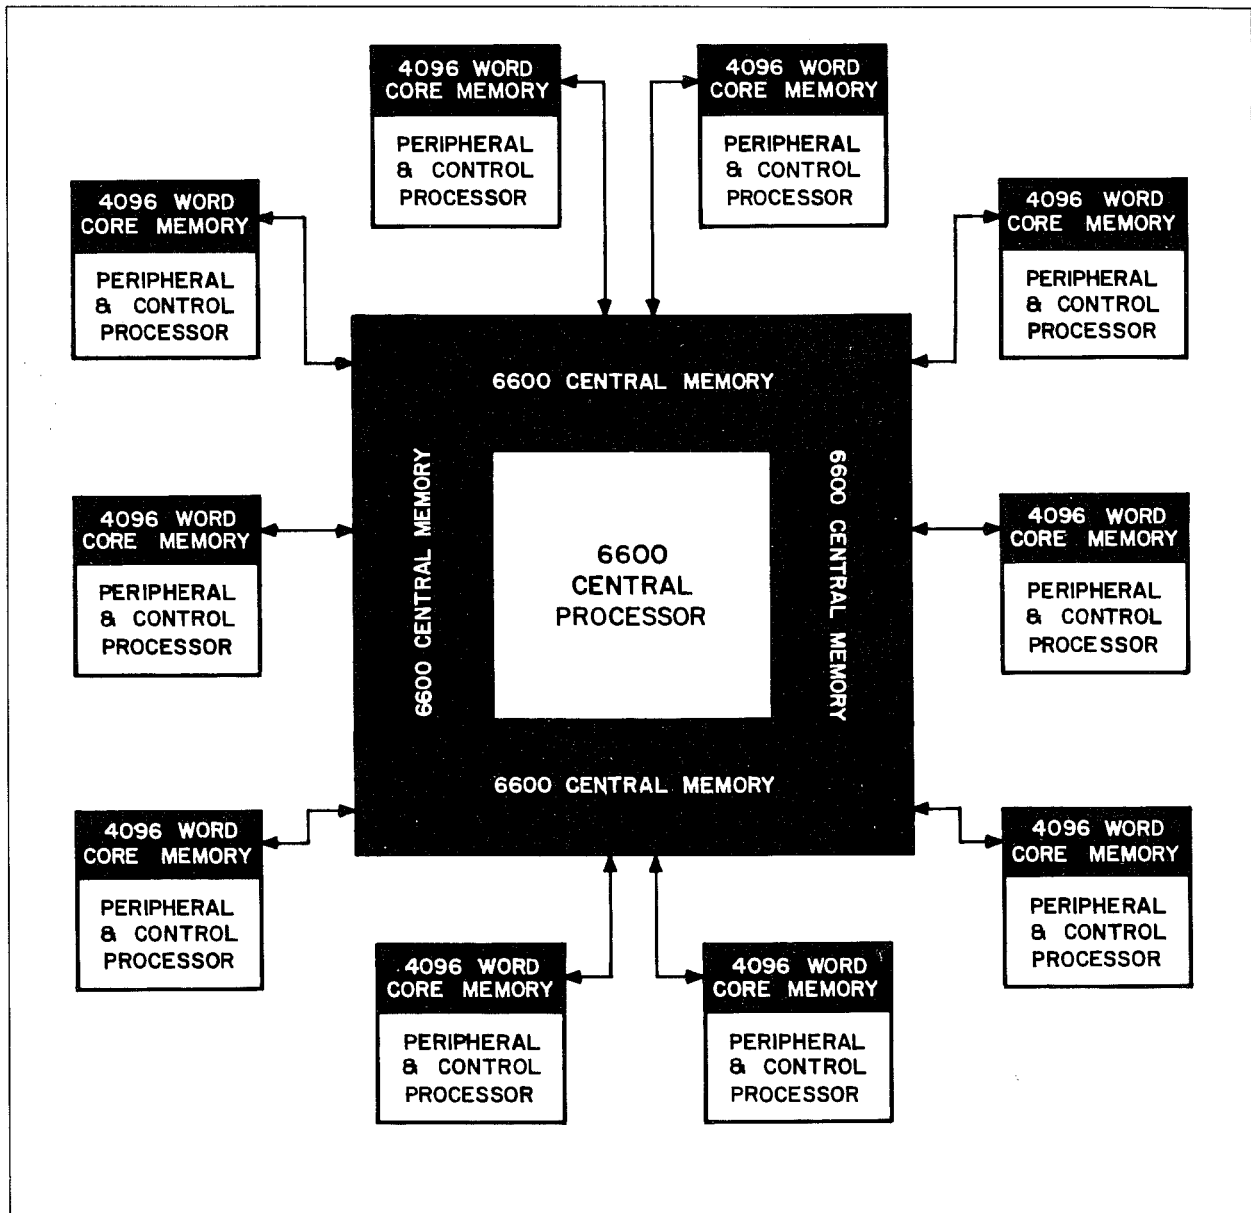 4096 WORD
CORE MEMORY
PERIPHERAL
& CONTROL
PROCESSOR
4096 WORD
CORE MEMORY
PERIPHERAL
& CONTROL
PROCESSOR
4096 WORD
CORE MEMORY
PERIPHERAL
& CONTROL
PROCESSOR
4096 WORD
CORE MEMORY
PERIPHERAL
& CONTROL
PROCESSOR
6600 CENTRAL MEMORY
6600 CENTRAL MEMORY
6600 CENTRAL MEMORY
6600
CENTRAL
PROCESSOR
4096 WORD
CORE MEMORY
PERIPHERAL
& CONTROL
PROCESSOR
4096 WORD
CORE MEMORY
PERIPHERAL
& CONTROL
PROCESSOR
6600 CENTRAL MEMORY
4096 WORD
CORE MEMORY
PERIPHERAL
& CONTROL
PROCESSOR
4096 WORD
CORE MEMORY
PERIPHERAL
& CONTROL
PROCESSOR
4096 WORD
CORE MEMORY
PERIPHERAL
& CONTROL
PROCESSOR
4096 WORD
CORE MEMORY
PERIPHERAL
& CONTROL
PROCESSOR